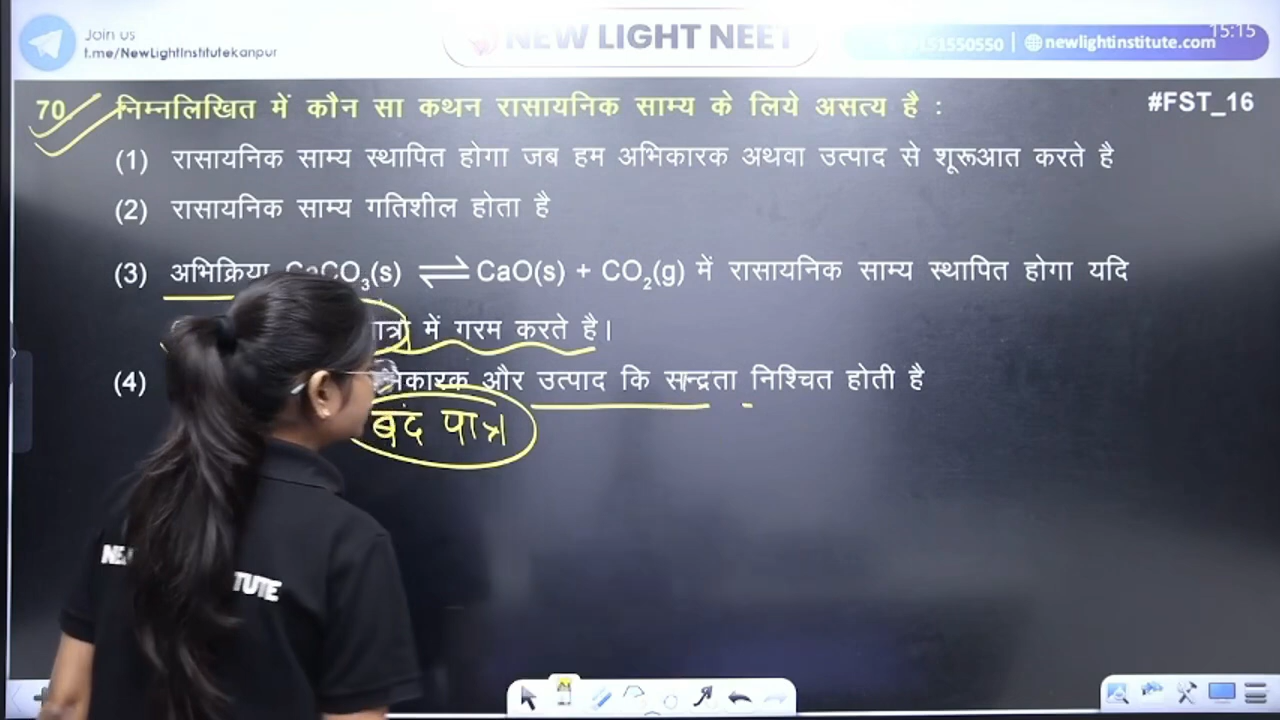 Join us
t.me/NewLightInstitutekanpur
NEW LIGHT NEET
151550550 | newlightinstitute.com
15:15
70. निम्नलिखित में कौन सा कथन रासायनिक साम्य के लिये असत्य है :
#FST_16
(1) रासायनिक साम्य स्थापित होगा जब हम अभिकारक अथवा उत्पाद से शूरूआत करते है
(2) रासायनिक साम्य गतिशील होता है
(3) अभिक्रिया CaCO₃(s) ⇌ CaO(s) + CO₂(g) में रासायनिक साम्य स्थापित होगा यदि
में गरम करते है।
(4) और उत्पाद कि सान्द्रता निश्चित होती है
बंद पात्र